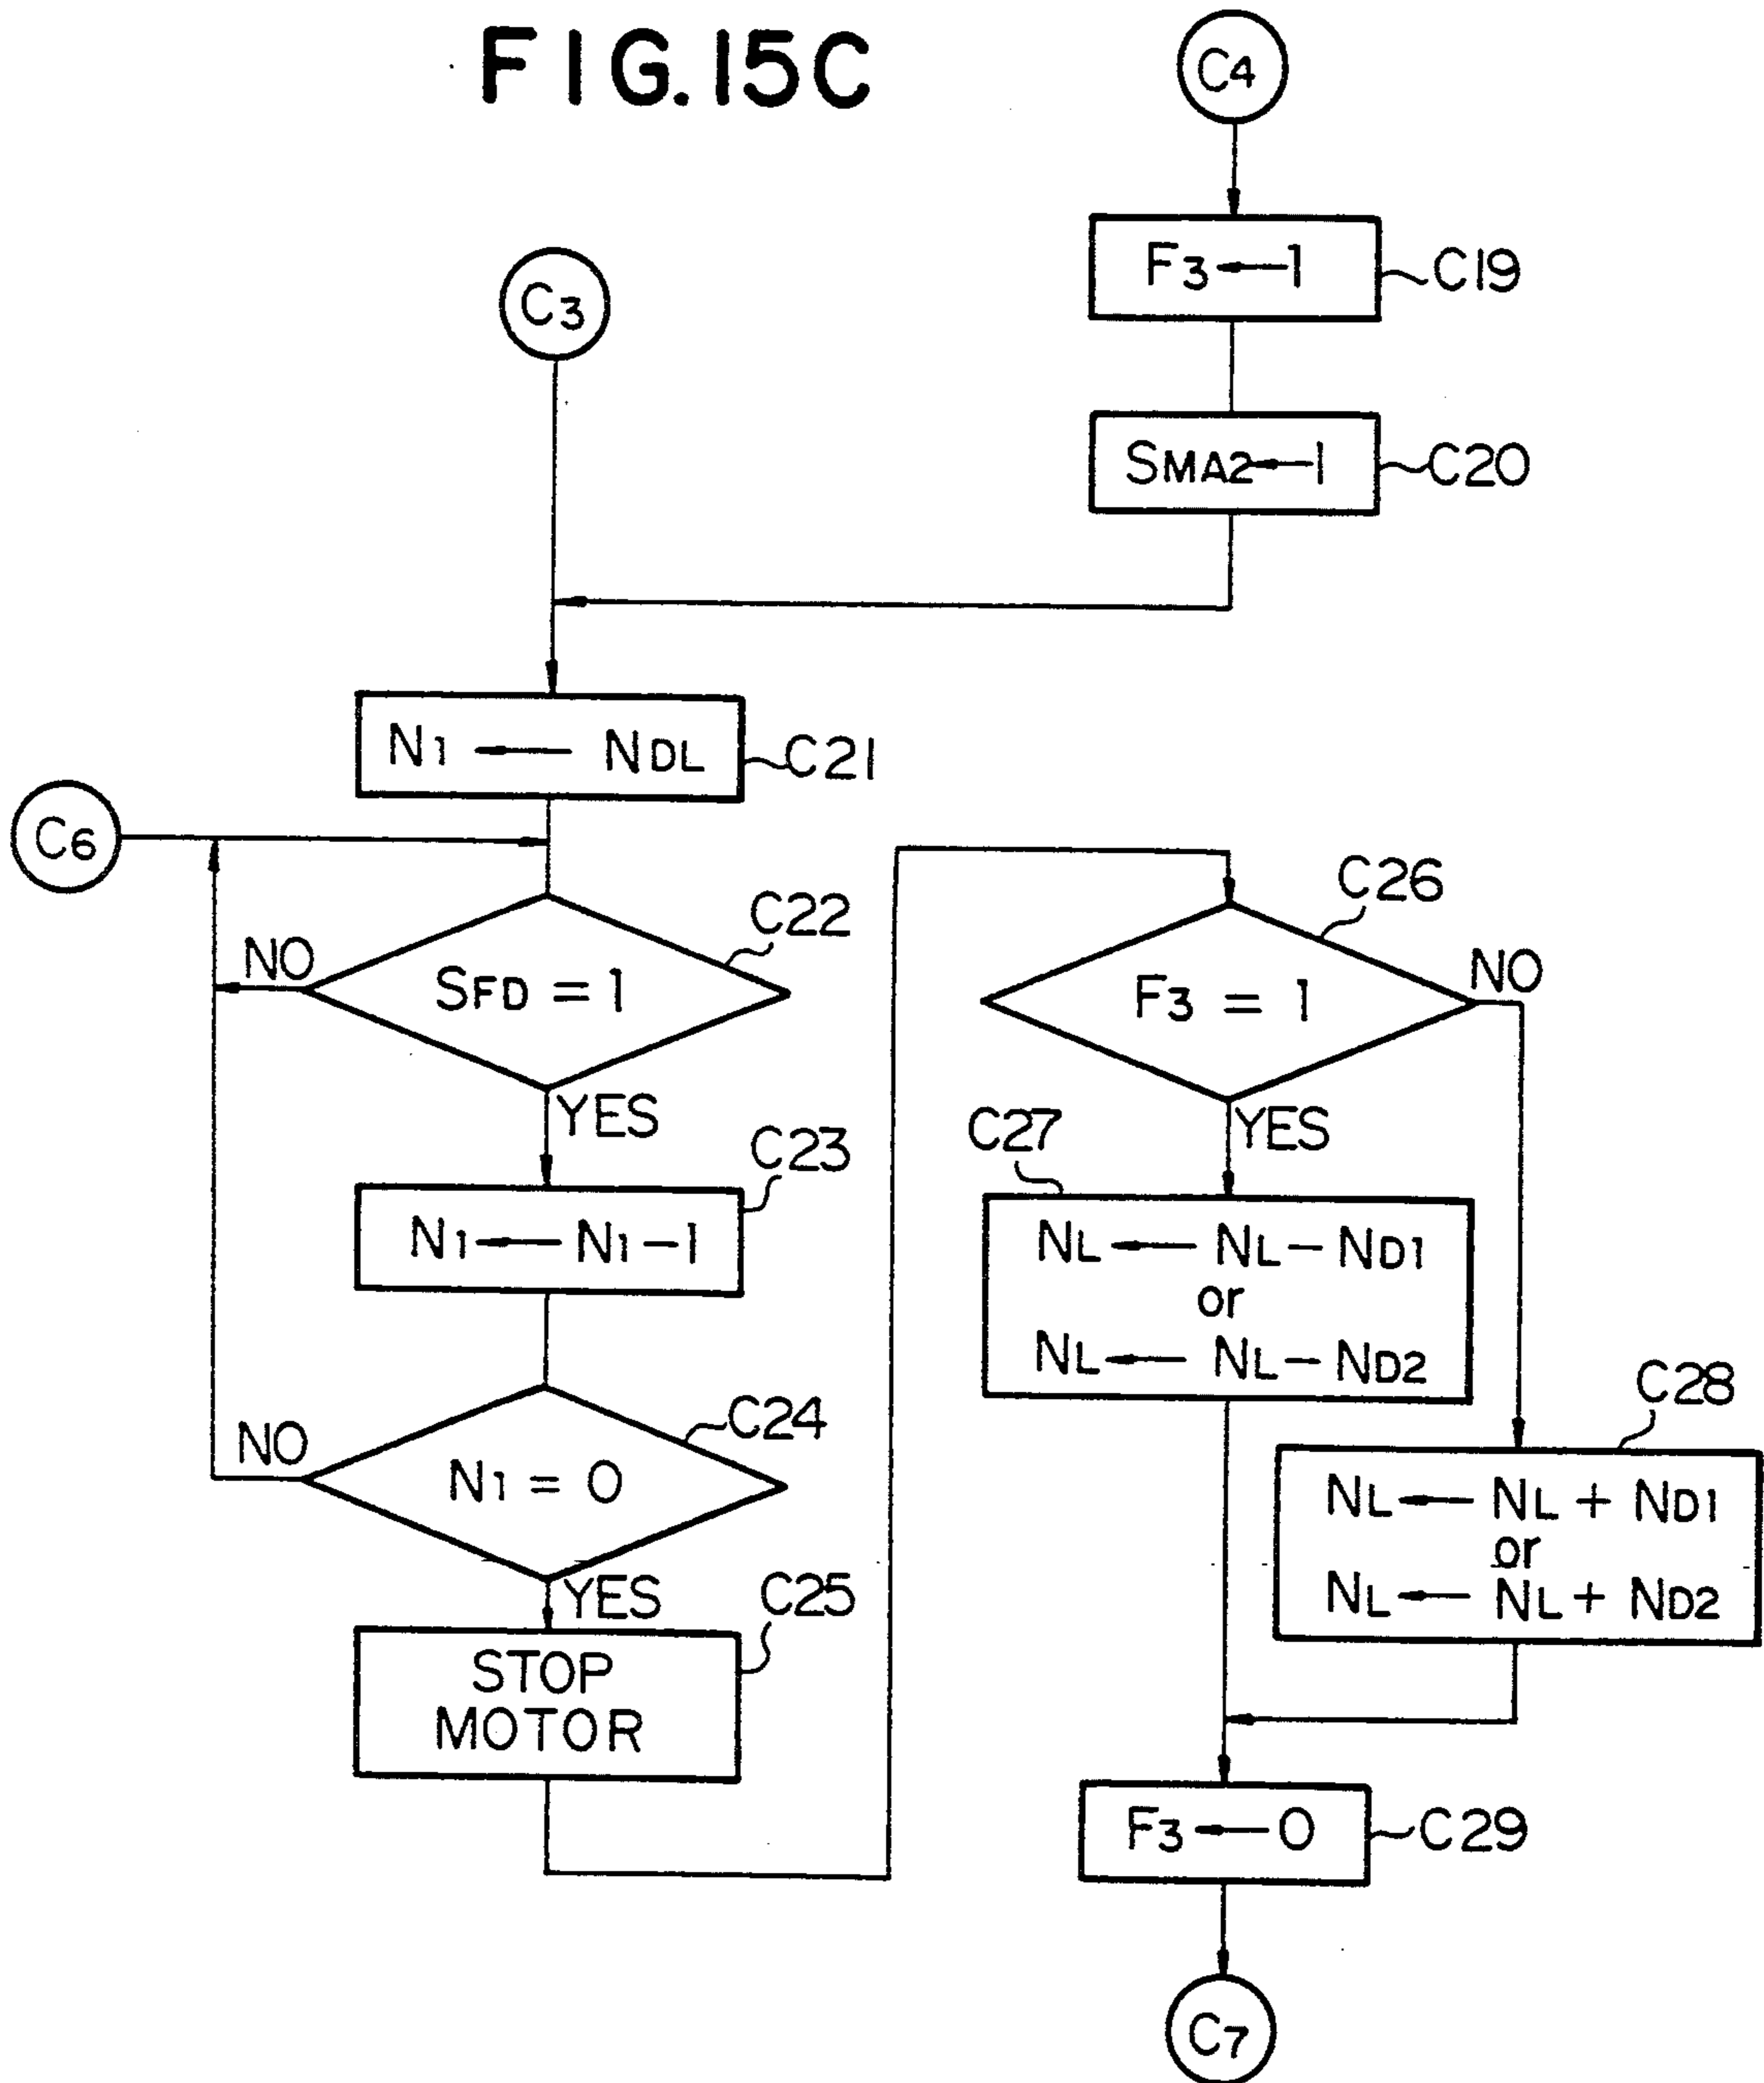 FIG.15C
C4
F3←1
C19
C3
SMA2←1
C20
N1 ← NDL
C21
C6
C22
NO
SFD = 1
YES
C23
N1 ← N1 − 1
C24
NO
N1 = 0
YES
C25
STOP
MOTOR
C26
F3 = 1
NO
YES
C27
NL ← NL − ND1
or
NL ← NL − ND2
C28
NL ← NL + ND1
or
NL ← NL + ND2
F3 ← 0
C29
C7